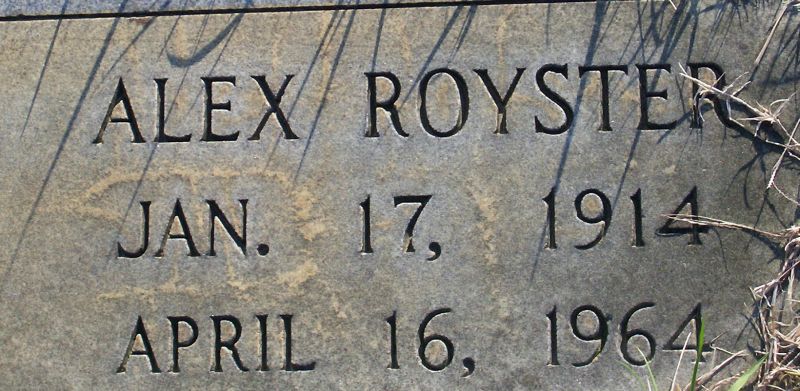 ALEX ROYSTER
JAN. 17, 1914
APRIL 16, 1964